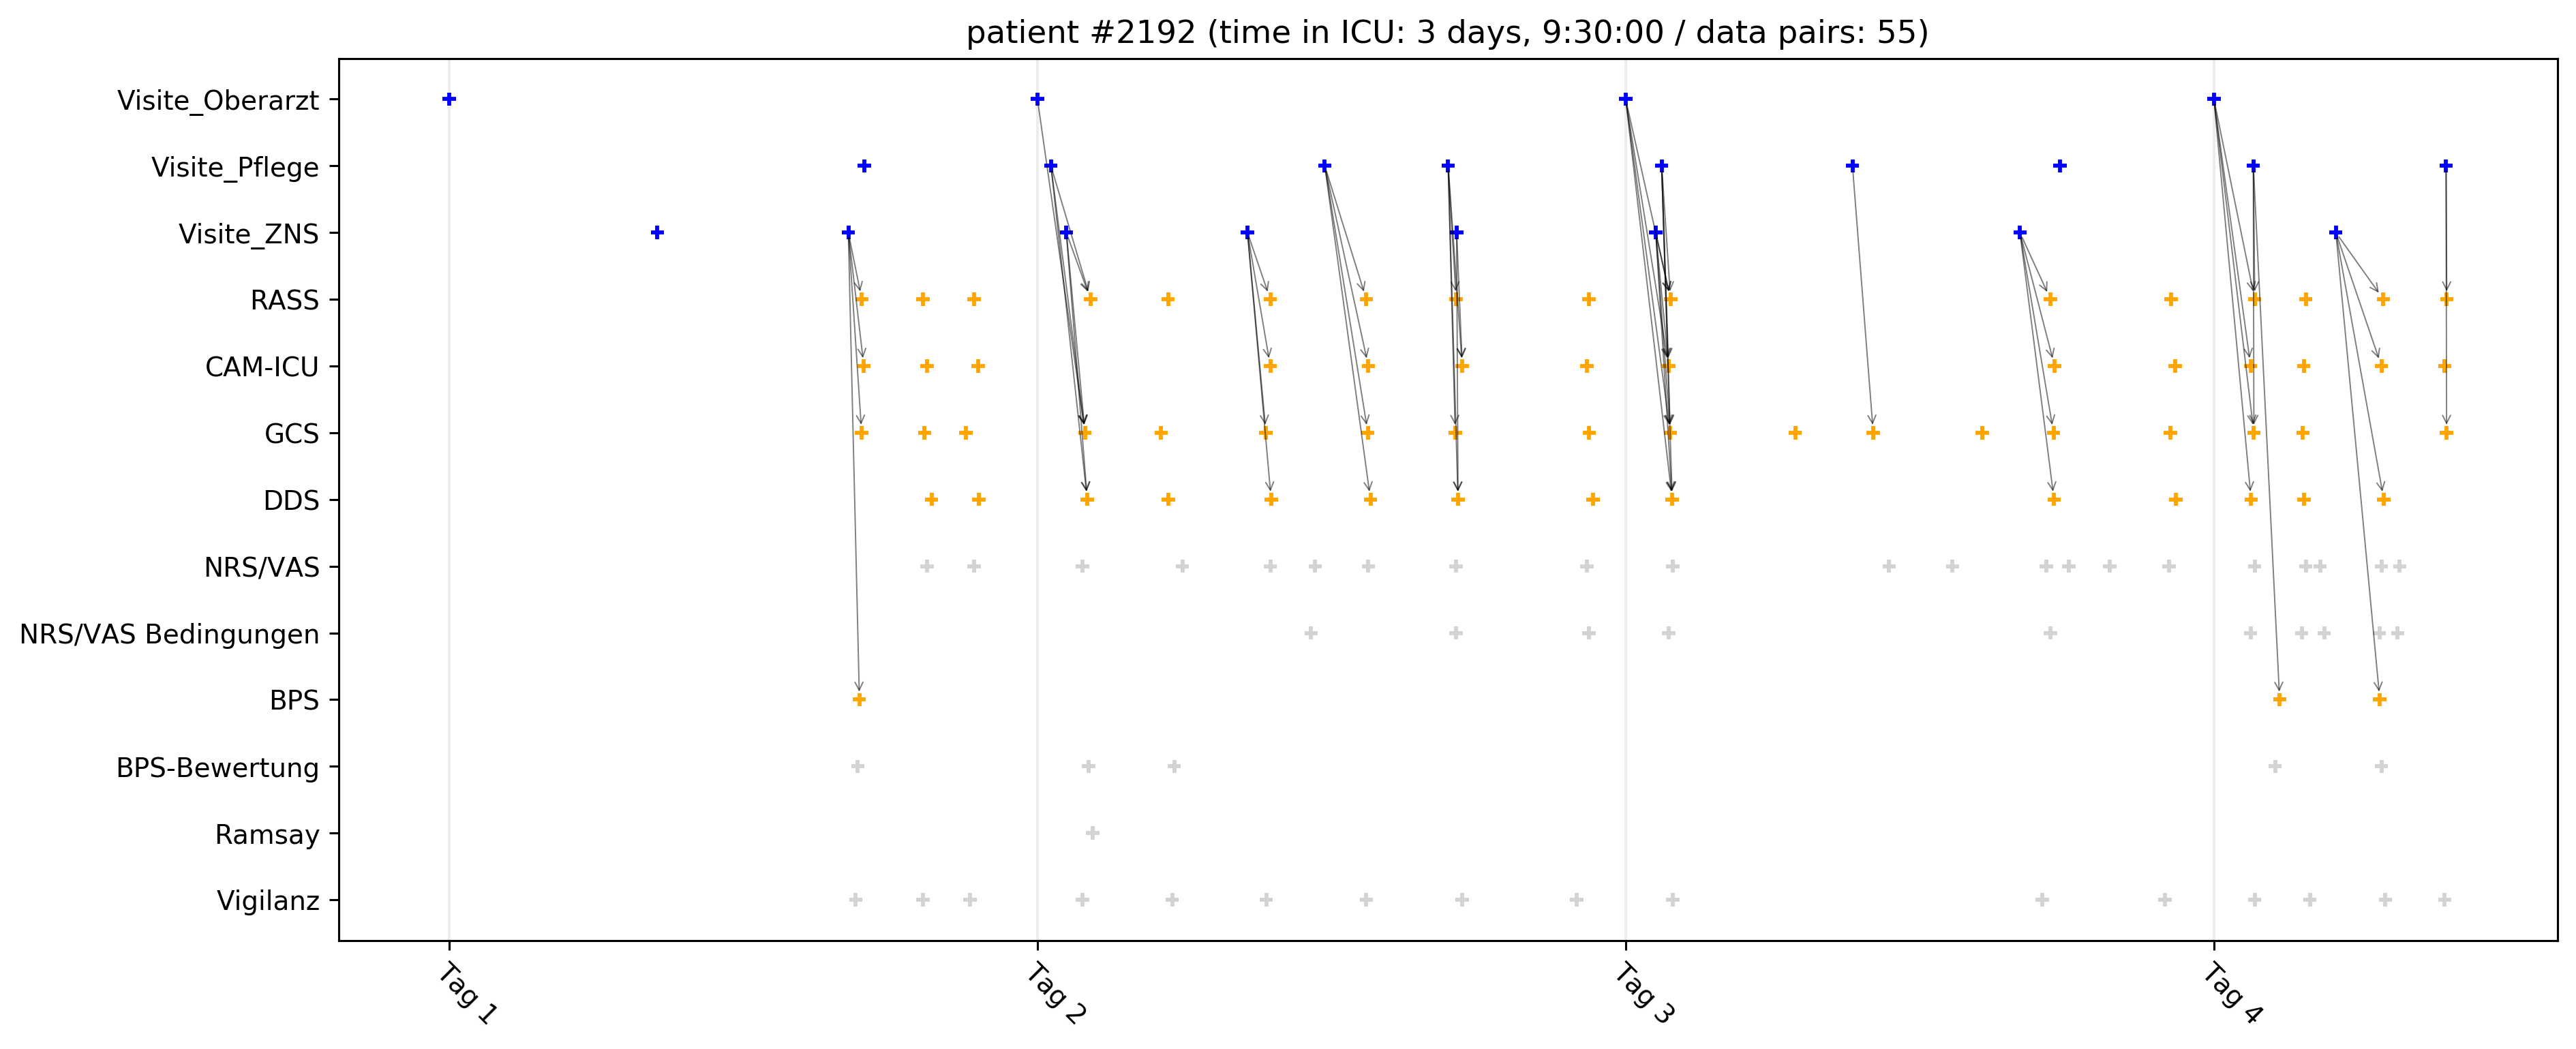 patient #2192 (time in ICU: 3 days, 9:30:00 / data pairs: 55)
Visite_Oberarzt
Visite_Pflege
Visite_ZNS
RASS
CAM-ICU
GCS
DDS
NRS/VAS
NRS/VAS Bedingungen
BPS
BPS-Bewertung
Ramsay
Vigilanz
Tag 1
Tag 2
Tag 3
Tag 4